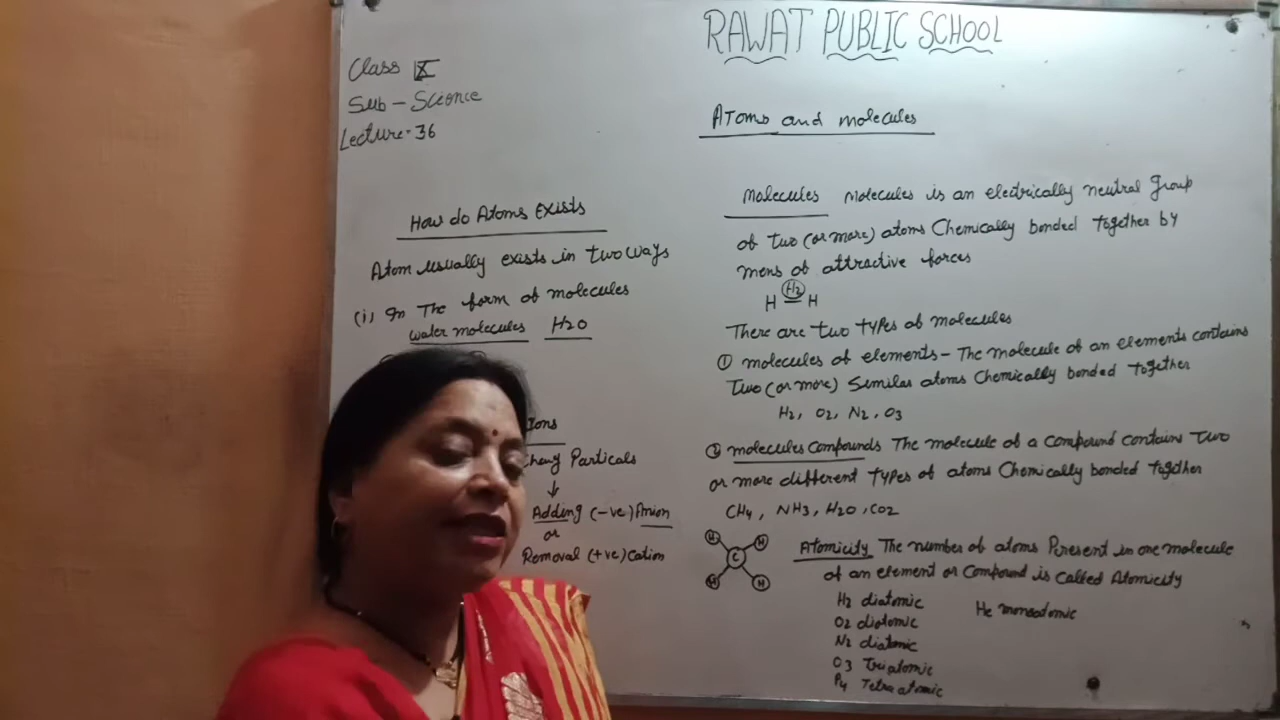 RAWAT PUBLIC SCHOOL
Class IX
Sub - Science
Lecture - 36
Atoms and molecules
How do Atoms Exists
Atom usually exists in two ways
(i) In The form of molecules
water molecules H2O
Ions
Particals
↓
Adding (-ve) Anion
or
Removal (+ve) Cation
Molecules Molecules is an electrically neutral group
of two (or more) atoms Chemically bonded together by
mens of attractive forces
H2
H = H
There are two types of molecules
① molecules of elements - The molecule of an elements contains
Two (or more) Similar atoms Chemically bonded together
H2, O2, N2, O3
② molecules Compounds The molecule of a Compound contains Two
or more different types of atoms Chemically bonded together
CH4, NH3, H2O, CO2
H H
C
H H
Atomicity The number of atoms Peresent in one molecule
of an element or Compound is called Atomicity
H2 diatomic He monoatomic
O2 diatomic
N2 diatomic
O3 Triatomic
P4 Tetra atomic